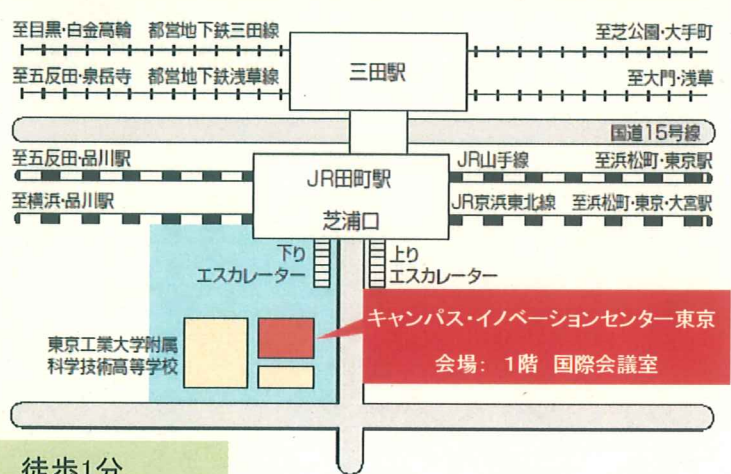 至目黒・白金高輪 都営地下鉄三田線
至芝公園・大手町
三田駅
至五反田・泉岳寺 都営地下鉄浅草線
至大門・浅草
国道15号線
至五反田・品川駅
JR山手線 至浜松町・東京駅
JR田町駅
至横浜・品川駅
JR京浜東北線 至浜松町・東京・大宮駅
芝浦口
下り
エスカレーター
上り
エスカレーター
キャンパス・イノベーションセンター東京
会場: 1階 国際会議室
東京工業大学附属
科学技術高等学校
徒歩1分